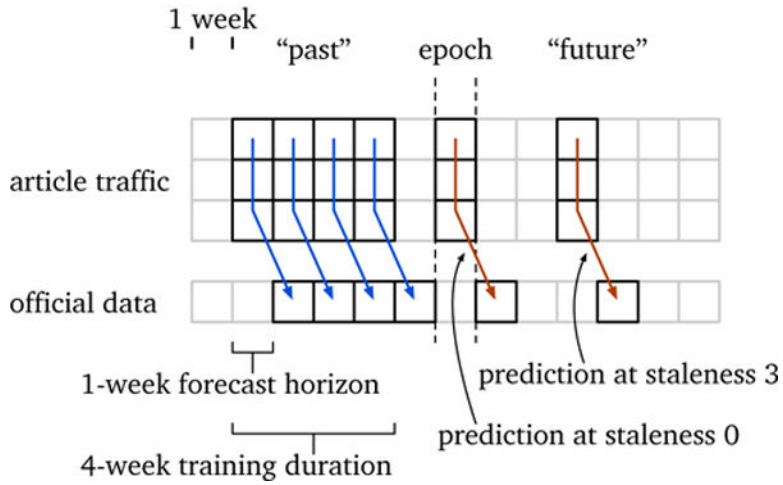 1 week
“past”
epoch
“future”
article traffic
official data
1-week forecast horizon
prediction at staleness 3
prediction at staleness 0
4-week training duration